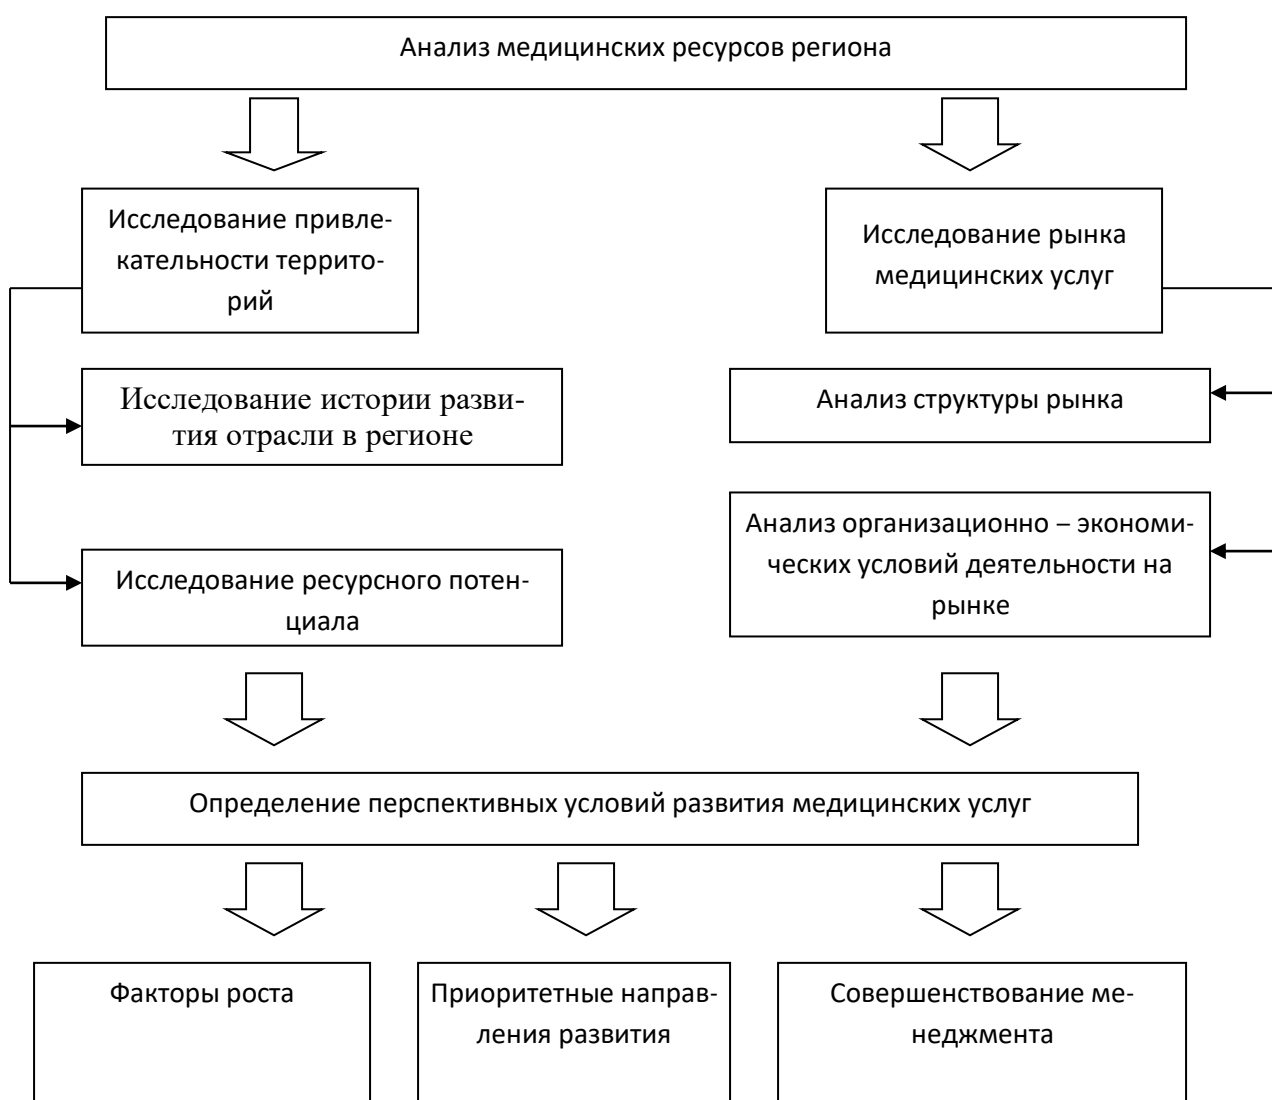 Анализ медицинских ресурсов региона
Исследование привле-
кательности террито-
рий
Исследование рынка
медицинских услуг
Исследование истории разви-
тия отрасли в регионе
Анализ структуры рынка
Исследование ресурсного потен-
циала
Анализ организационно – экономи-
ческих условий деятельности на
рынке
Определение перспективных условий развития медицинских услуг
Факторы роста
Приоритетные направ-
ления развития
Совершенствование ме-
неджмента